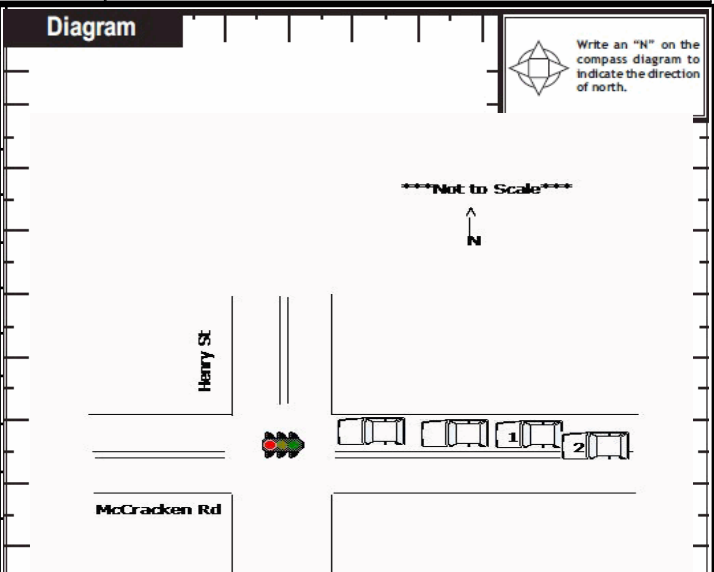 Diagram
Write an “N” on the
compass diagram to
indicate the direction
of north.
***Not to Scale***
N
Henry St
1
2
McCracken Rd